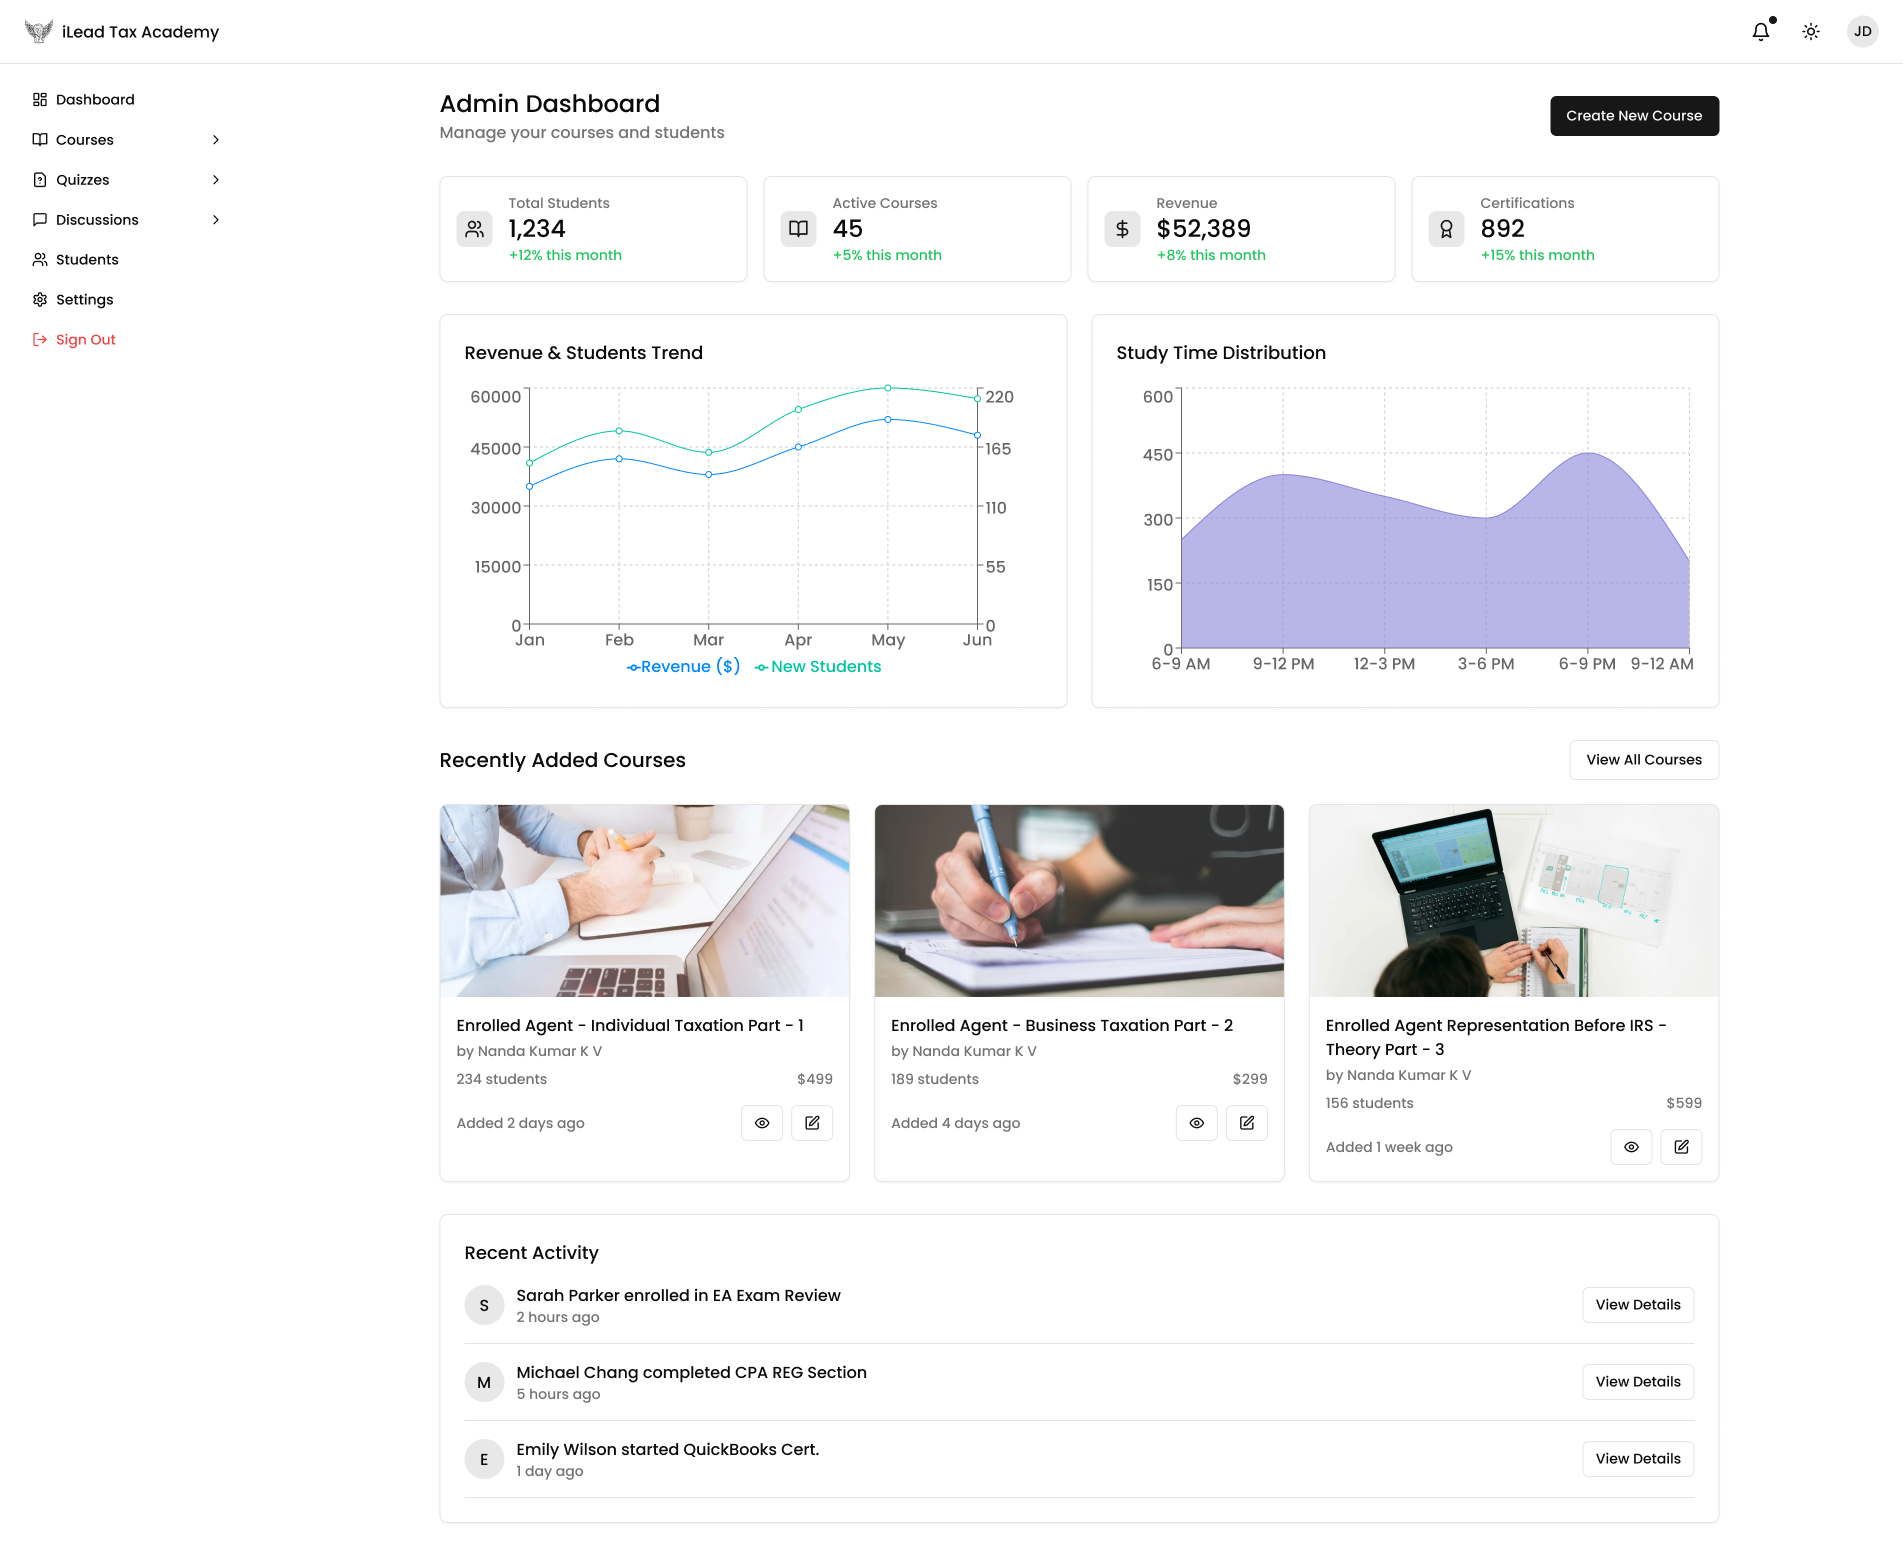 iLead Tax Academy
JD
Dashboard
Courses
Quizzes
Discussions
Students
Settings
Sign Out
Admin Dashboard
Manage your courses and students
Create New Course
Total Students
1,234
+12% this month
Active Courses
45
+5% this month
Revenue
$52,389
+8% this month
Certifications
892
+15% this month
Revenue & Students Trend
60000
45000
30000
15000
0
220
165
110
55
0
Jan Feb Mar Apr May Jun
Revenue ($) New Students
Study Time Distribution
600
450
300
150
0
6-9 AM 9-12 PM 12-3 PM 3-6 PM 6-9 PM 9-12 AM
Recently Added Courses
View All Courses
Enrolled Agent - Individual Taxation Part - 1
by Nanda Kumar K V
234 students $499
Added 2 days ago
Enrolled Agent - Business Taxation Part - 2
by Nanda Kumar K V
189 students $299
Added 4 days ago
Enrolled Agent Representation Before IRS -
Theory Part - 3
by Nanda Kumar K V
156 students $599
Added 1 week ago
Recent Activity
S
Sarah Parker enrolled in EA Exam Review
2 hours ago
View Details
M
Michael Chang completed CPA REG Section
5 hours ago
View Details
E
Emily Wilson started QuickBooks Cert.
1 day ago
View Details